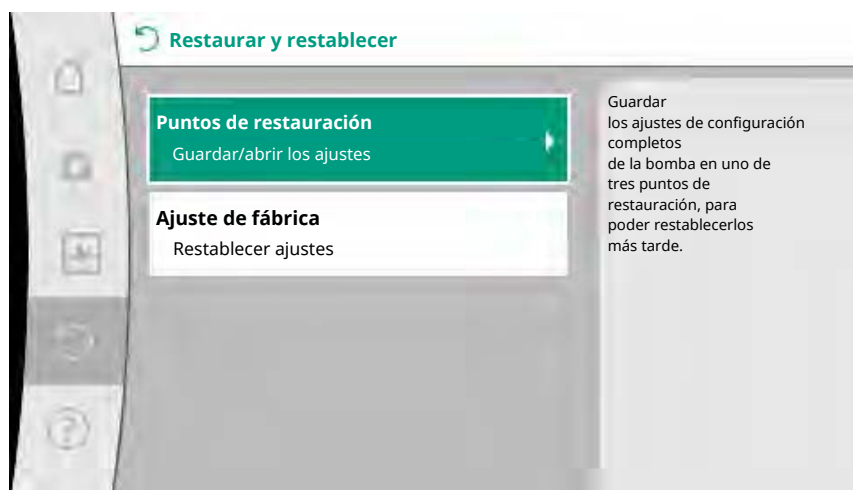 Restaurar y restablecer
Puntos de restauración
Guardar/abrir los ajustes
Ajuste de fábrica
Restablecer ajustes
Guardar
los ajustes de configuración
completos
de la bomba en uno de
tres puntos de
restauración, para
poder restablecerlos
más tarde.